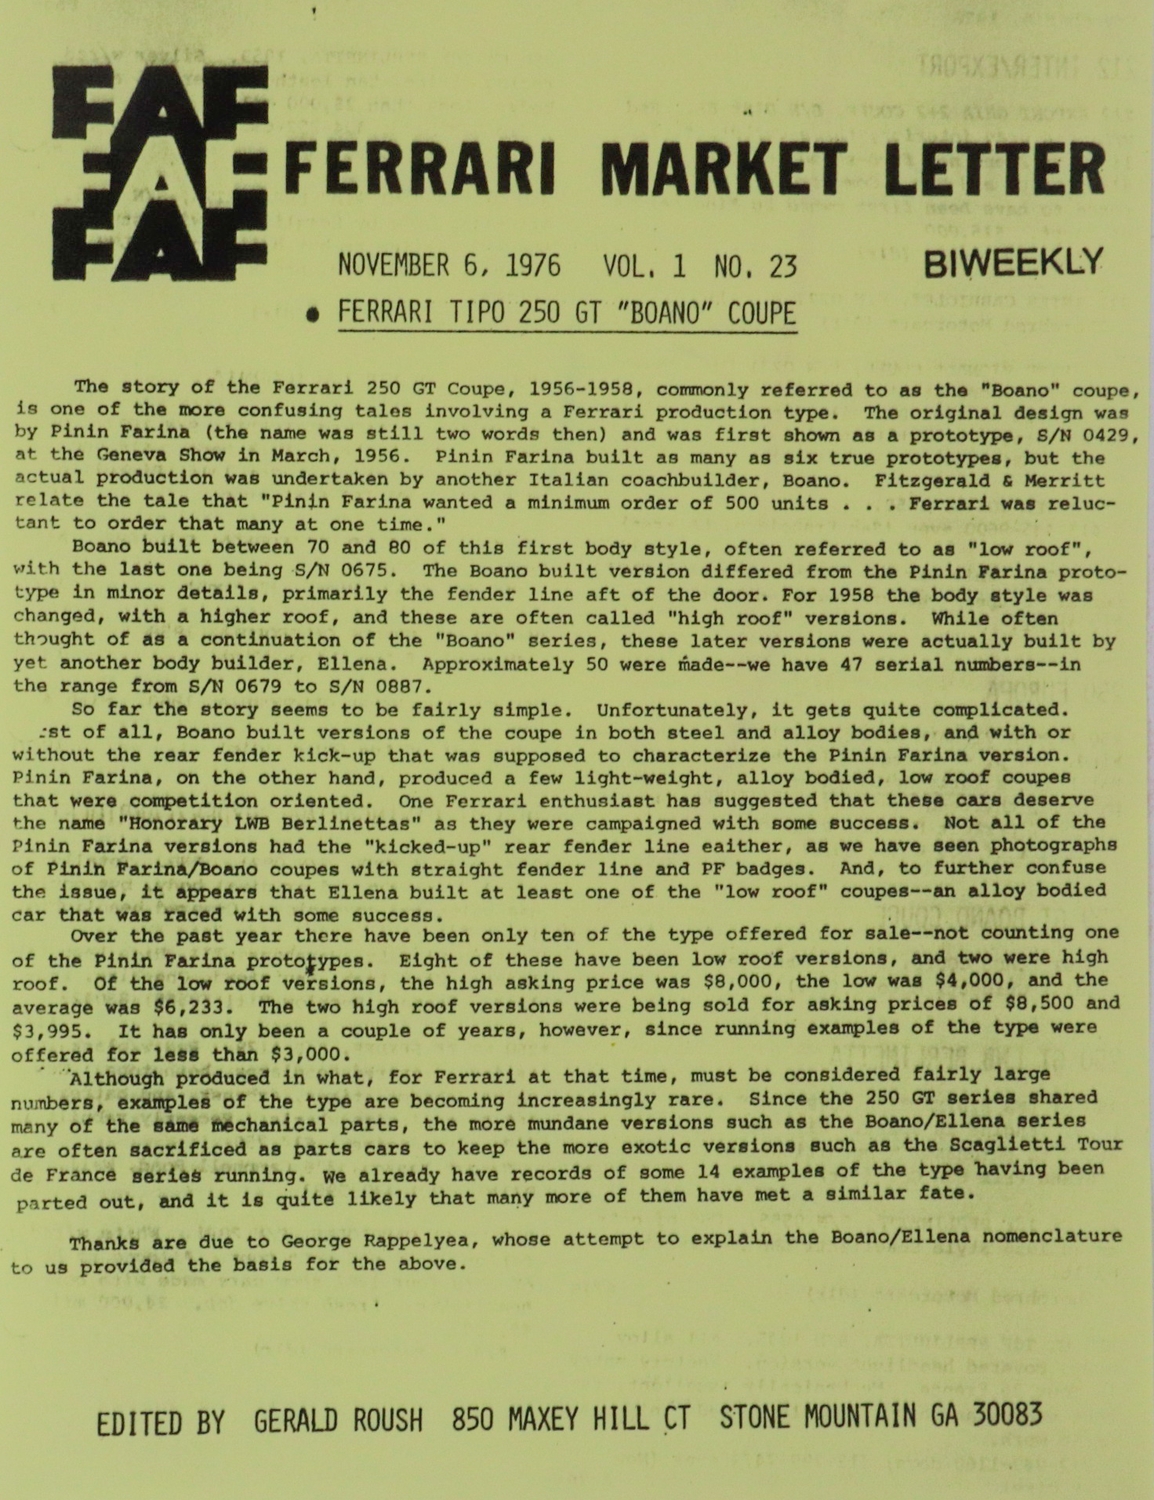 FAF
FAF
FAF
FERRARI MARKET LETTER
NOVEMBER 6, 1976 VOL. 1 NO. 23
BIWEEKLY
• FERRARI TIPO 250 GT "BOANO" COUPE
The story of the Ferrari 250 GT Coupe, 1956-1958, commonly referred to as the "Boano" coupe,
is one of the more confusing tales involving a Ferrari production type. The original design was
by Pinin Farina (the name was still two words then) and was first shown as a prototype, S/N 0429,
at the Geneva Show in March, 1956. Pinin Farina built as many as six true prototypes, but the
actual production was undertaken by another Italian coachbuilder, Boano. Fitzgerald & Merritt
relate the tale that "Pinin Farina wanted a minimum order of 500 units . . . Ferrari was reluc-
tant to order that many at one time."
Boano built between 70 and 80 of this first body style, often referred to as "low roof",
with the last one being S/N 0675. The Boano built version differed from the Pinin Farina proto-
type in minor details, primarily the fender line aft of the door. For 1958 the body style was
changed, with a higher roof, and these are often called "high roof" versions. While often
thought of as a continuation of the "Boano" series, these later versions were actually built by
yet another body builder, Ellena. Approximately 50 were made--we have 47 serial numbers--in
the range from S/N 0679 to S/N 0887.
So far the story seems to be fairly simple. Unfortunately, it gets quite complicated.
st of all, Boano built versions of the coupe in both steel and alloy bodies, and with or
without the rear fender kick-up that was supposed to characterize the Pinin Farina version.
Pinin Farina, on the other hand, produced a few light-weight, alloy bodied, low roof coupes
that were competition oriented. One Ferrari enthusiast has suggested that these cars deserve
the name "Honorary LWB Berlinettas" as they were campaigned with some success. Not all of the
Pinin Farina versions had the "kicked-up" rear fender line eaither, as we have seen photographs
of Pinin Farina/Boano coupes with straight fender line and PF badges. And, to further confuse
the issue, it appears that Ellena built at least one of the "low roof" coupes--an alloy bodied
car that was raced with some success.
Over the past year there have been only ten of the type offered for sale--not counting one
of the Pinin Farina prototypes. Eight of these have been low roof versions, and two were high
roof. Of the low roof versions, the high asking price was $8,000, the low was $4,000, and the
average was $6,233. The two high roof versions were being sold for asking prices of $8,500 and
$3,995. It has only been a couple of years, however, since running examples of the type were
offered for less than $3,000.
Although produced in what, for Ferrari at that time, must be considered fairly large
numbers, examples of the type are becoming increasingly rare. Since the 250 GT series shared
many of the same mechanical parts, the more mundane versions such as the Boano/Ellena series
are often sacrificed as parts cars to keep the more exotic versions such as the Scaglietti Tour
de France series running. We already have records of some 14 examples of the type having been
parted out, and it is quite likely that many more of them have met a similar fate.
Thanks are due to George Rappelyea, whose attempt to explain the Boano/Ellena nomenclature
to us provided the basis for the above.
EDITED BY GERALD ROUSH 850 MAXEY HILL CT STONE MOUNTAIN GA 30083